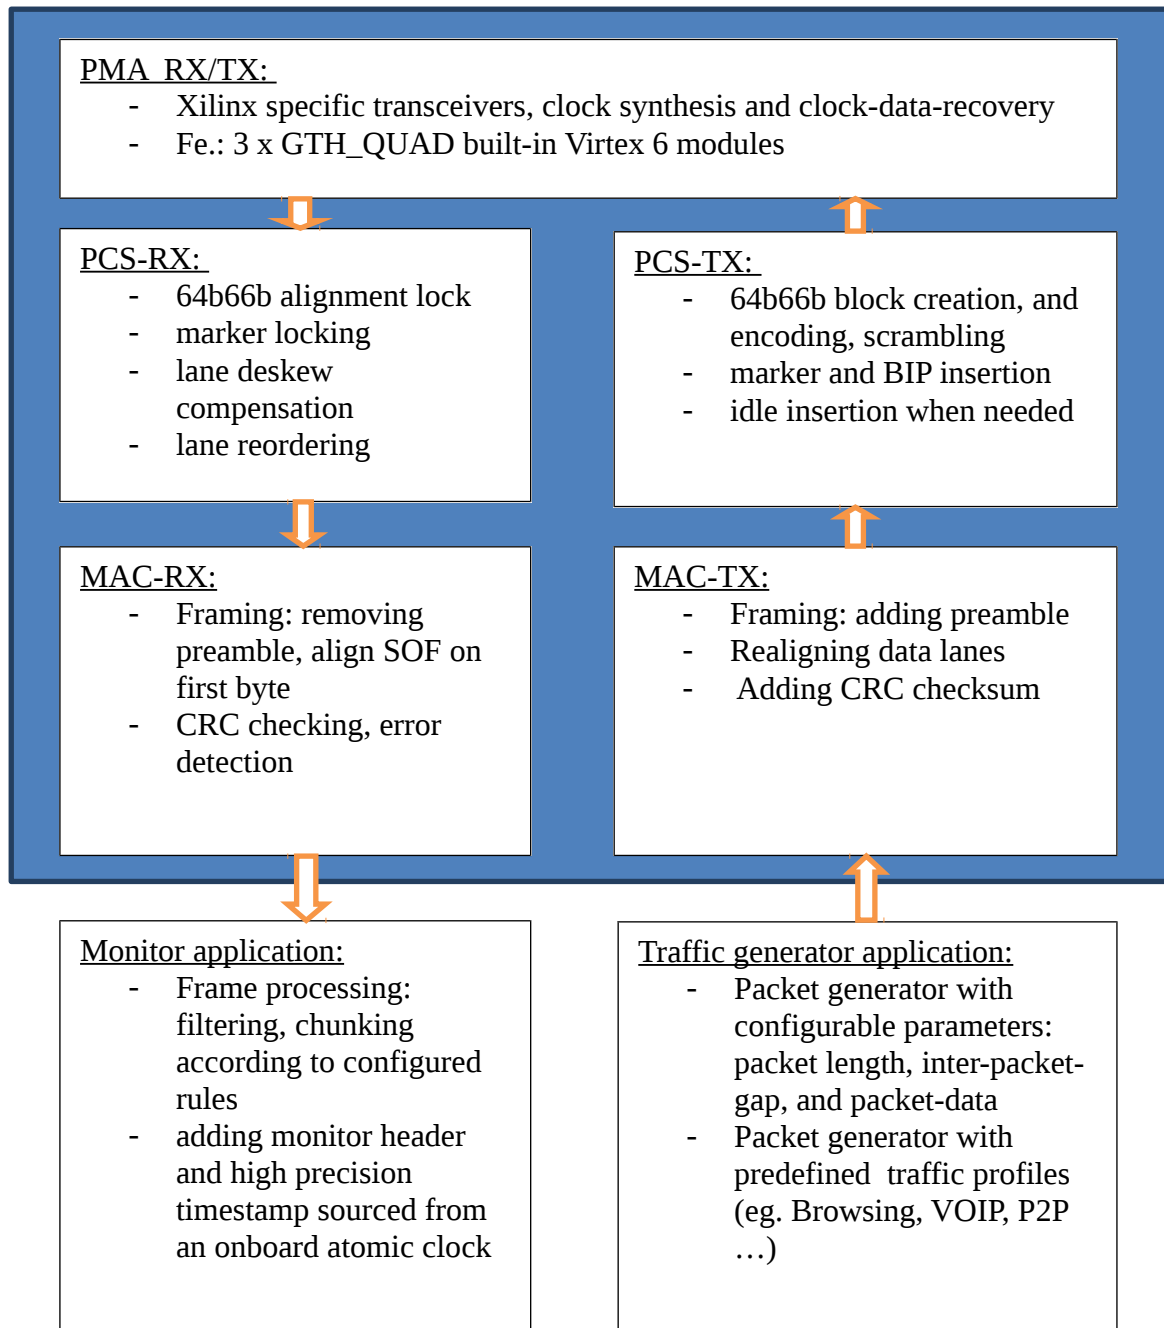 PMA RX/TX:
- Xilinx specific transceivers, clock synthesis and clock-data-recovery
- Fe.: 3 x GTH_QUAD built-in Virtex 6 modules
PCS-RX:
- 64b66b alignment lock
- marker locking
- lane deskew
compensation
- lane reordering
PCS-TX:
- 64b66b block creation, and
encoding, scrambling
- marker and BIP insertion
- idle insertion when needed
MAC-RX:
- Framing: removing
preamble, align SOF on
first byte
- CRC checking, error
detection
MAC-TX:
- Framing: adding preamble
- Realigning data lanes
- Adding CRC checksum
Monitor application:
- Frame processing:
filtering, chunking
according to configured
rules
- adding monitor header
and high precision
timestamp sourced from
an onboard atomic clock
Traffic generator application:
- Packet generator with
configurable parameters:
packet length, inter-packet-
gap, and packet-data
- Packet generator with
predefined traffic profiles
(eg. Browsing, VOIP, P2P
…)